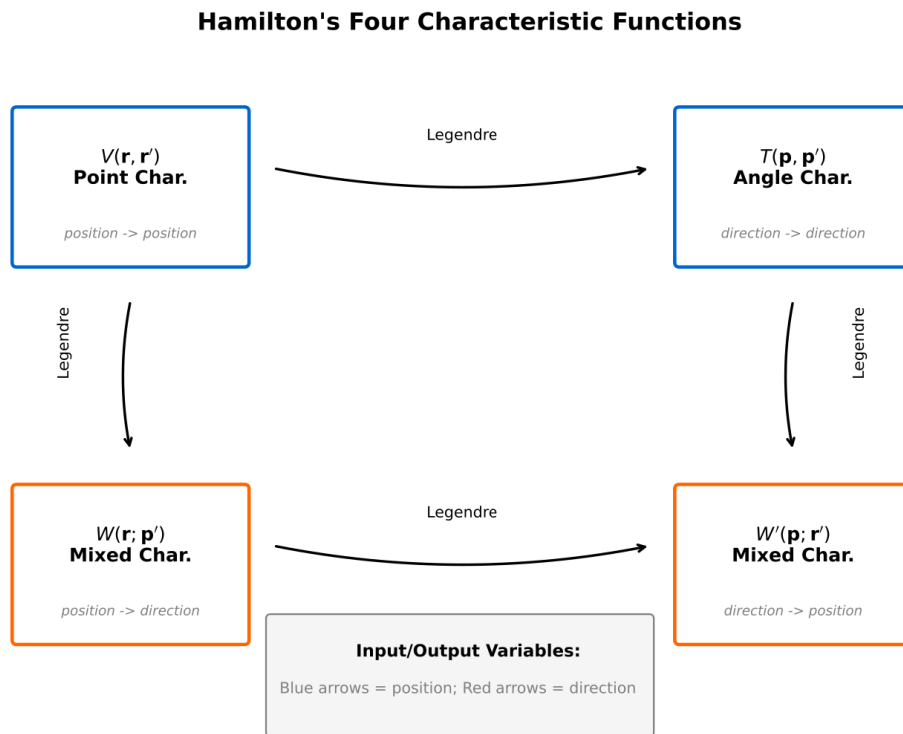 Hamilton's Four Characteristic Functions
Legendre
V(r, r′)
Point Char.
position -> position
T(p, p′)
Angle Char.
direction -> direction
Legendre
Legendre
Legendre
W(r; p′)
Mixed Char.
position -> direction
W′(p; r′)
Mixed Char.
direction -> position
Input/Output Variables:
Blue arrows = position; Red arrows = direction